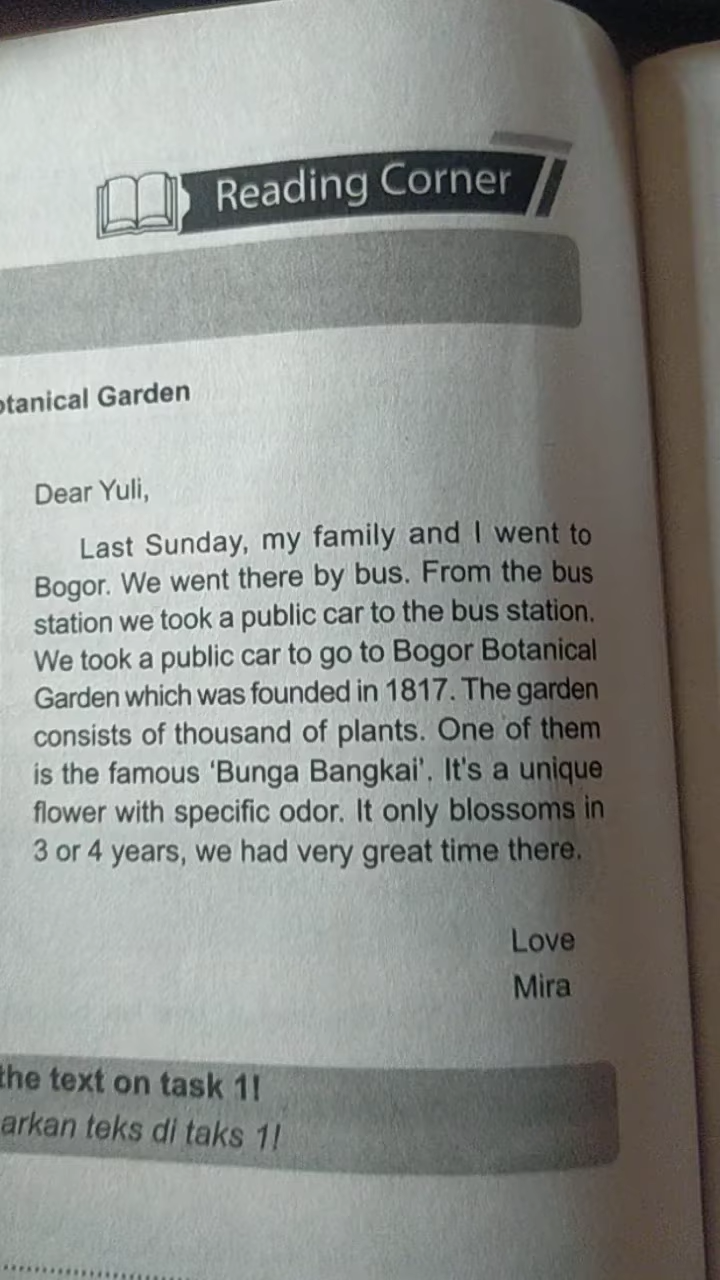 Reading Corner
Garden
Dear Yuli,
Last Sunday, my family and I went to
Bogor. We went there by bus. From the bus
station we took a public car to the bus station.
We took a public car to go to Bogor Botanical
Garden which was founded in 1817. The garden
consists of thousand of plants. One of them
is the famous ‘Bunga Bangkai’. It's a unique
flower with specific odor. It only blossoms in
3 or 4 years, we had very great time there.
Love
Mira
the text on task 1!
teks di taks 1!